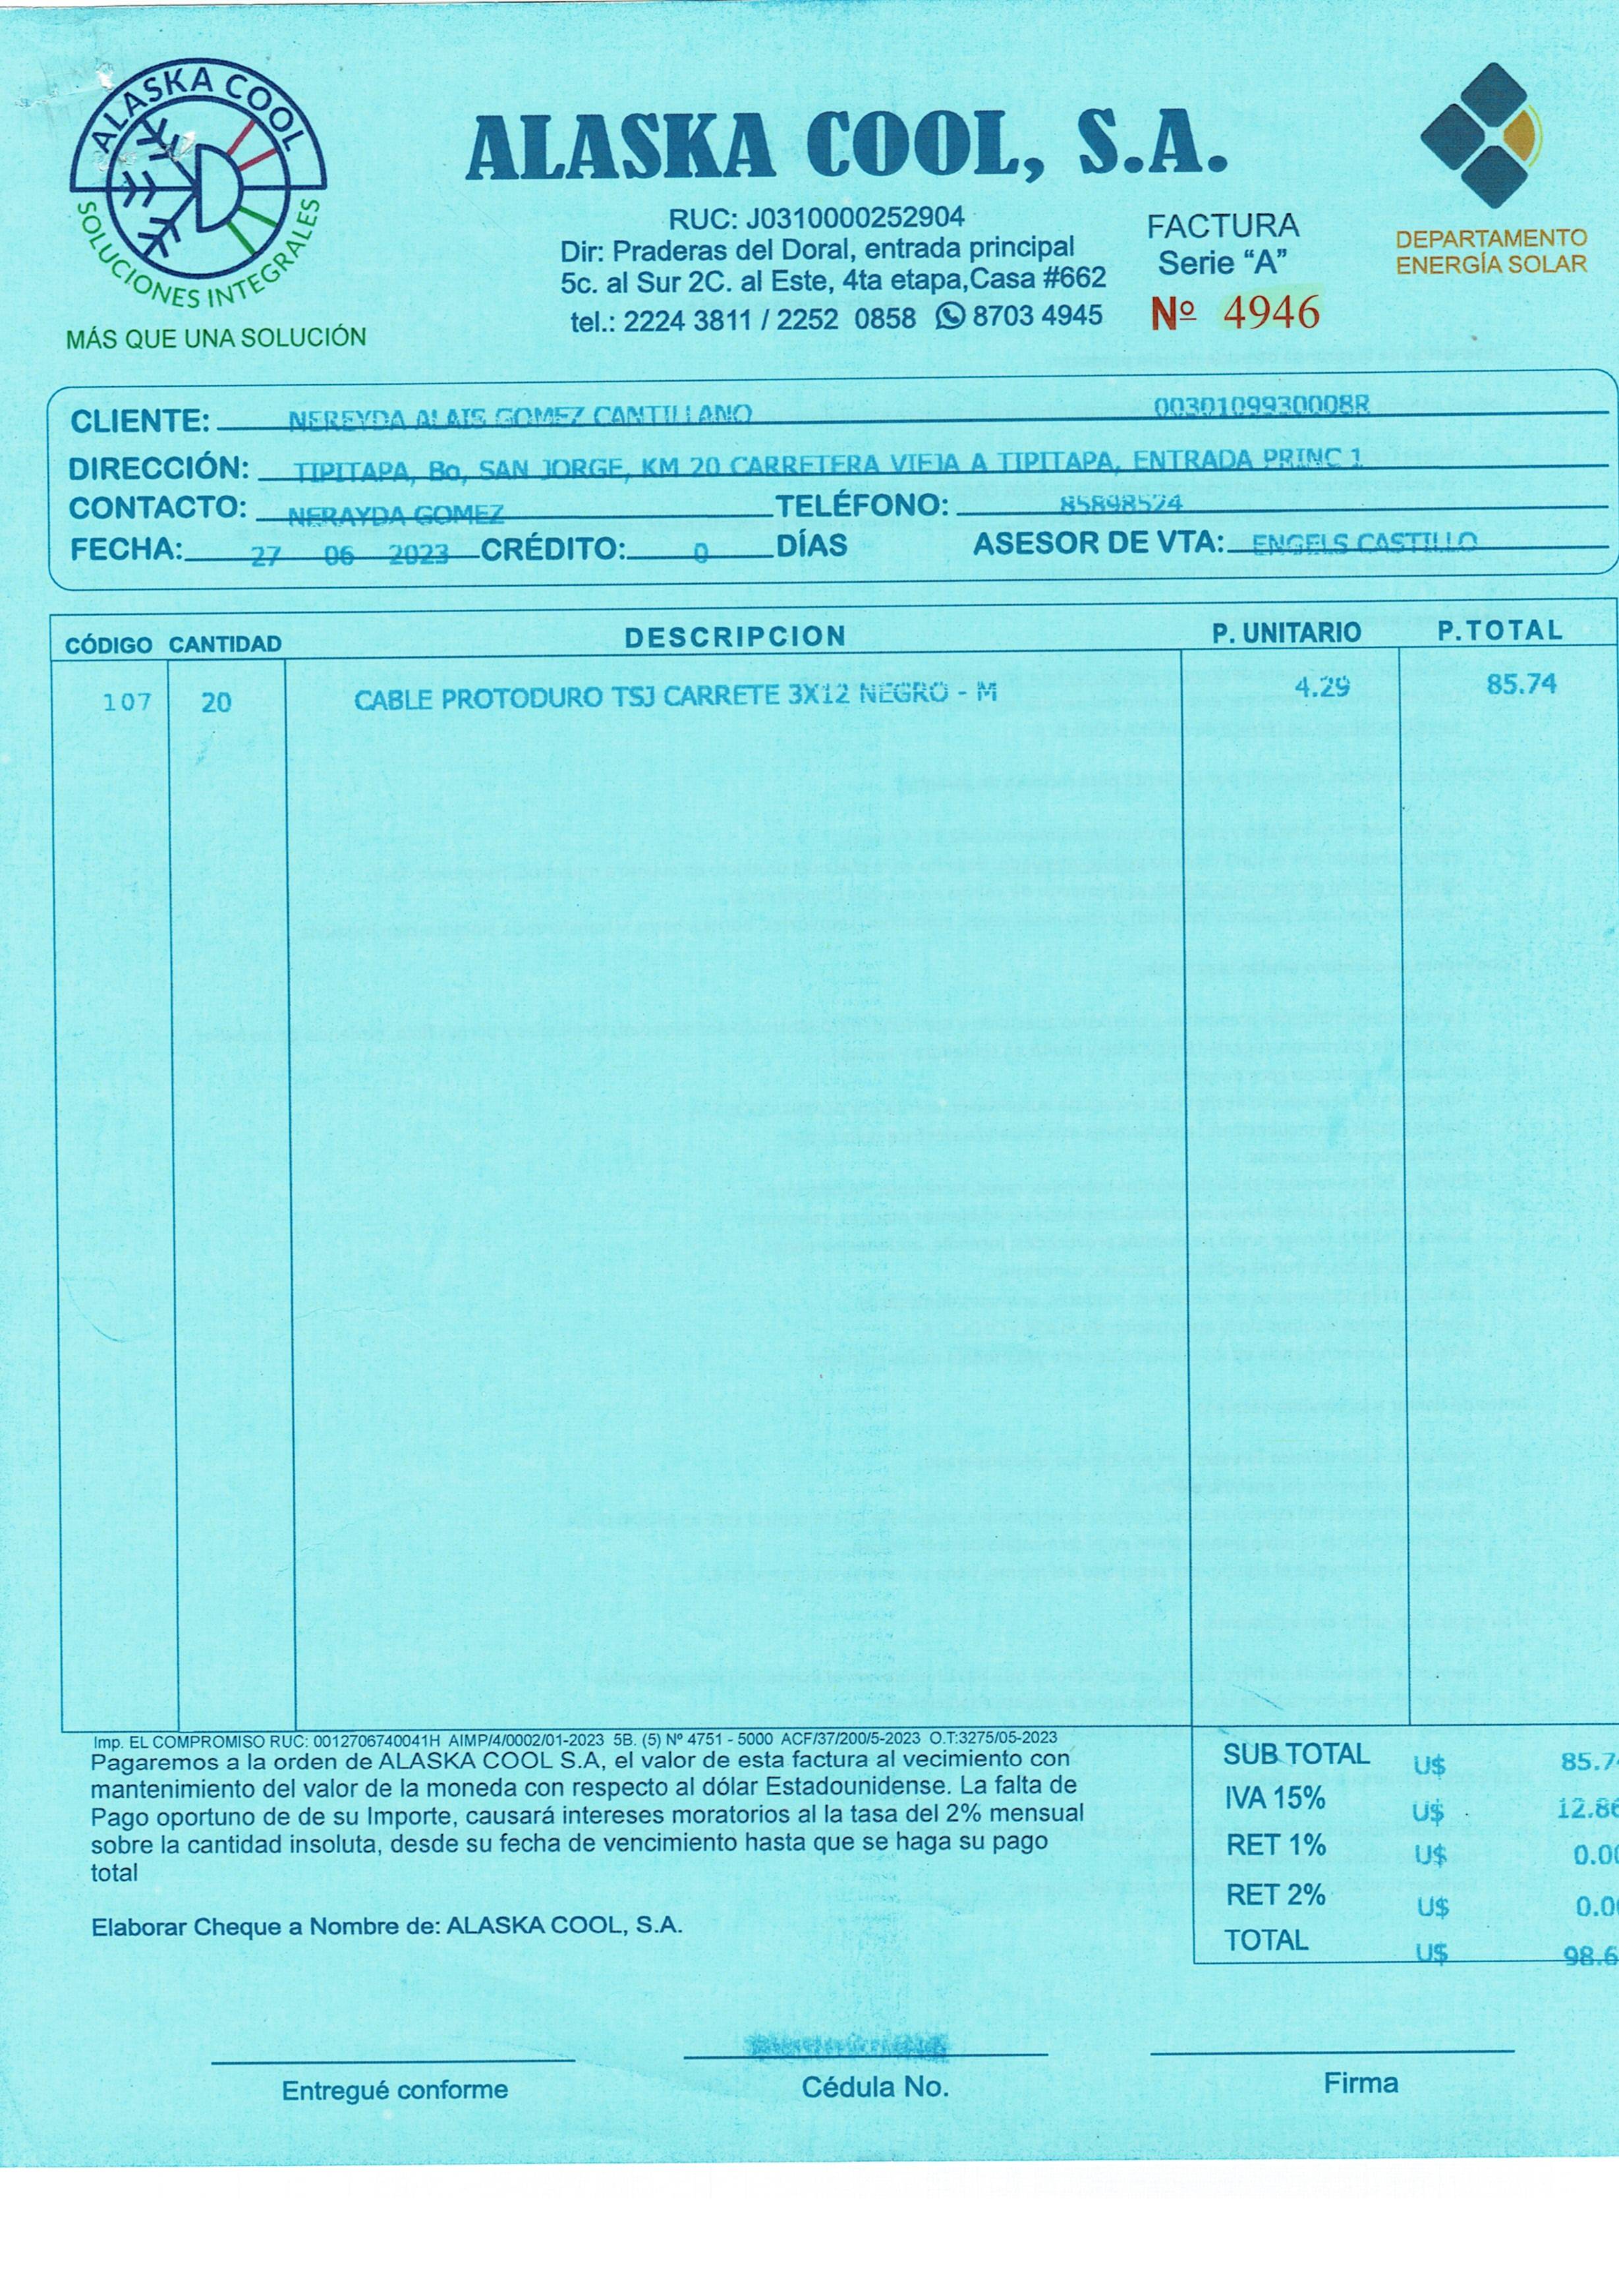 ALASKA COOL
SOLUCIONES INTEGRALES
MÁS QUE UNA SOLUCIÓN
ALASKA COOL, S.A.
RUC: J0310000252904
Dir: Praderas del Doral, entrada principal
5c. al Sur 2C. al Este, 4ta etapa,Casa #662
tel.: 2224 3811 / 2252 0858 8703 4945
FACTURA
Serie “A”
Nº 4946
DEPARTAMENTO
ENERGÍA SOLAR
CLIENTE: NEREYDA ALAIS GOMEZ CANTILLANO 0030109930008R
DIRECCIÓN: TIPITAPA, Bo, SAN JORGE, KM 20 CARRETERA VIEJA A TIPITAPA, ENTRADA PRINC 1
CONTACTO: NERAYDA GOMEZ TELÉFONO: 85898524
FECHA: 27 06 2023 CRÉDITO: 0 DÍAS ASESOR DE VTA: ENGELS CASTILLO
CÓDIGO CANTIDAD DESCRIPCION P. UNITARIO P.TOTAL
107 20 CABLE PROTODURO TSJ CARRETE 3X12 NEGRO - M 4.29 85.74
Imp. EL COMPROMISO RUC: 0012706740041H AIMP/4/0002/01-2023 5B. (5) Nº 4751 - 5000 ACF/37/200/5-2023 O.T:3275/05-2023
Pagaremos a la orden de ALASKA COOL S.A, el valor de esta factura al vecimiento con
mantenimiento del valor de la moneda con respecto al dólar Estadounidense. La falta de
Pago oportuno de de su Importe, causará intereses moratorios al la tasa del 2% mensual
sobre la cantidad insoluta, desde su fecha de vencimiento hasta que se haga su pago
total
Elaborar Cheque a Nombre de: ALASKA COOL, S.A.
SUB TOTAL U$ 85.7
IVA 15% U$ 12.8
RET 1% U$ 0.0
RET 2% U$ 0.0
TOTAL U$ 98.6
Entregué conforme
Cédula No.
Firma